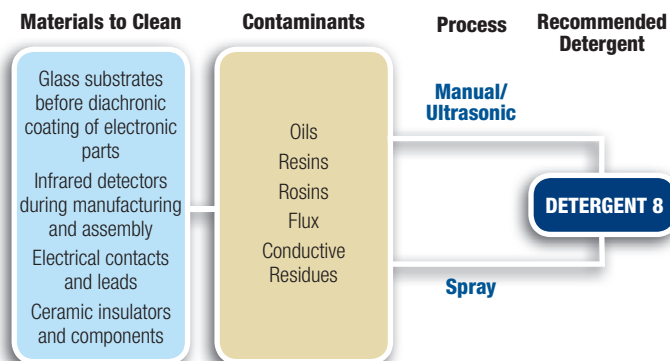 Materials to Clean
Contaminants
Process
Recommended
Detergent
Glass substrates
before diachronic
coating of electronic
parts
Infrared detectors
during manufacturing
and assembly
Electrical contacts
and leads
Ceramic insulators
and components
Oils
Resins
Rosins
Flux
Conductive
Residues
Manual/
Ultrasonic
Spray
DETERGENT 8